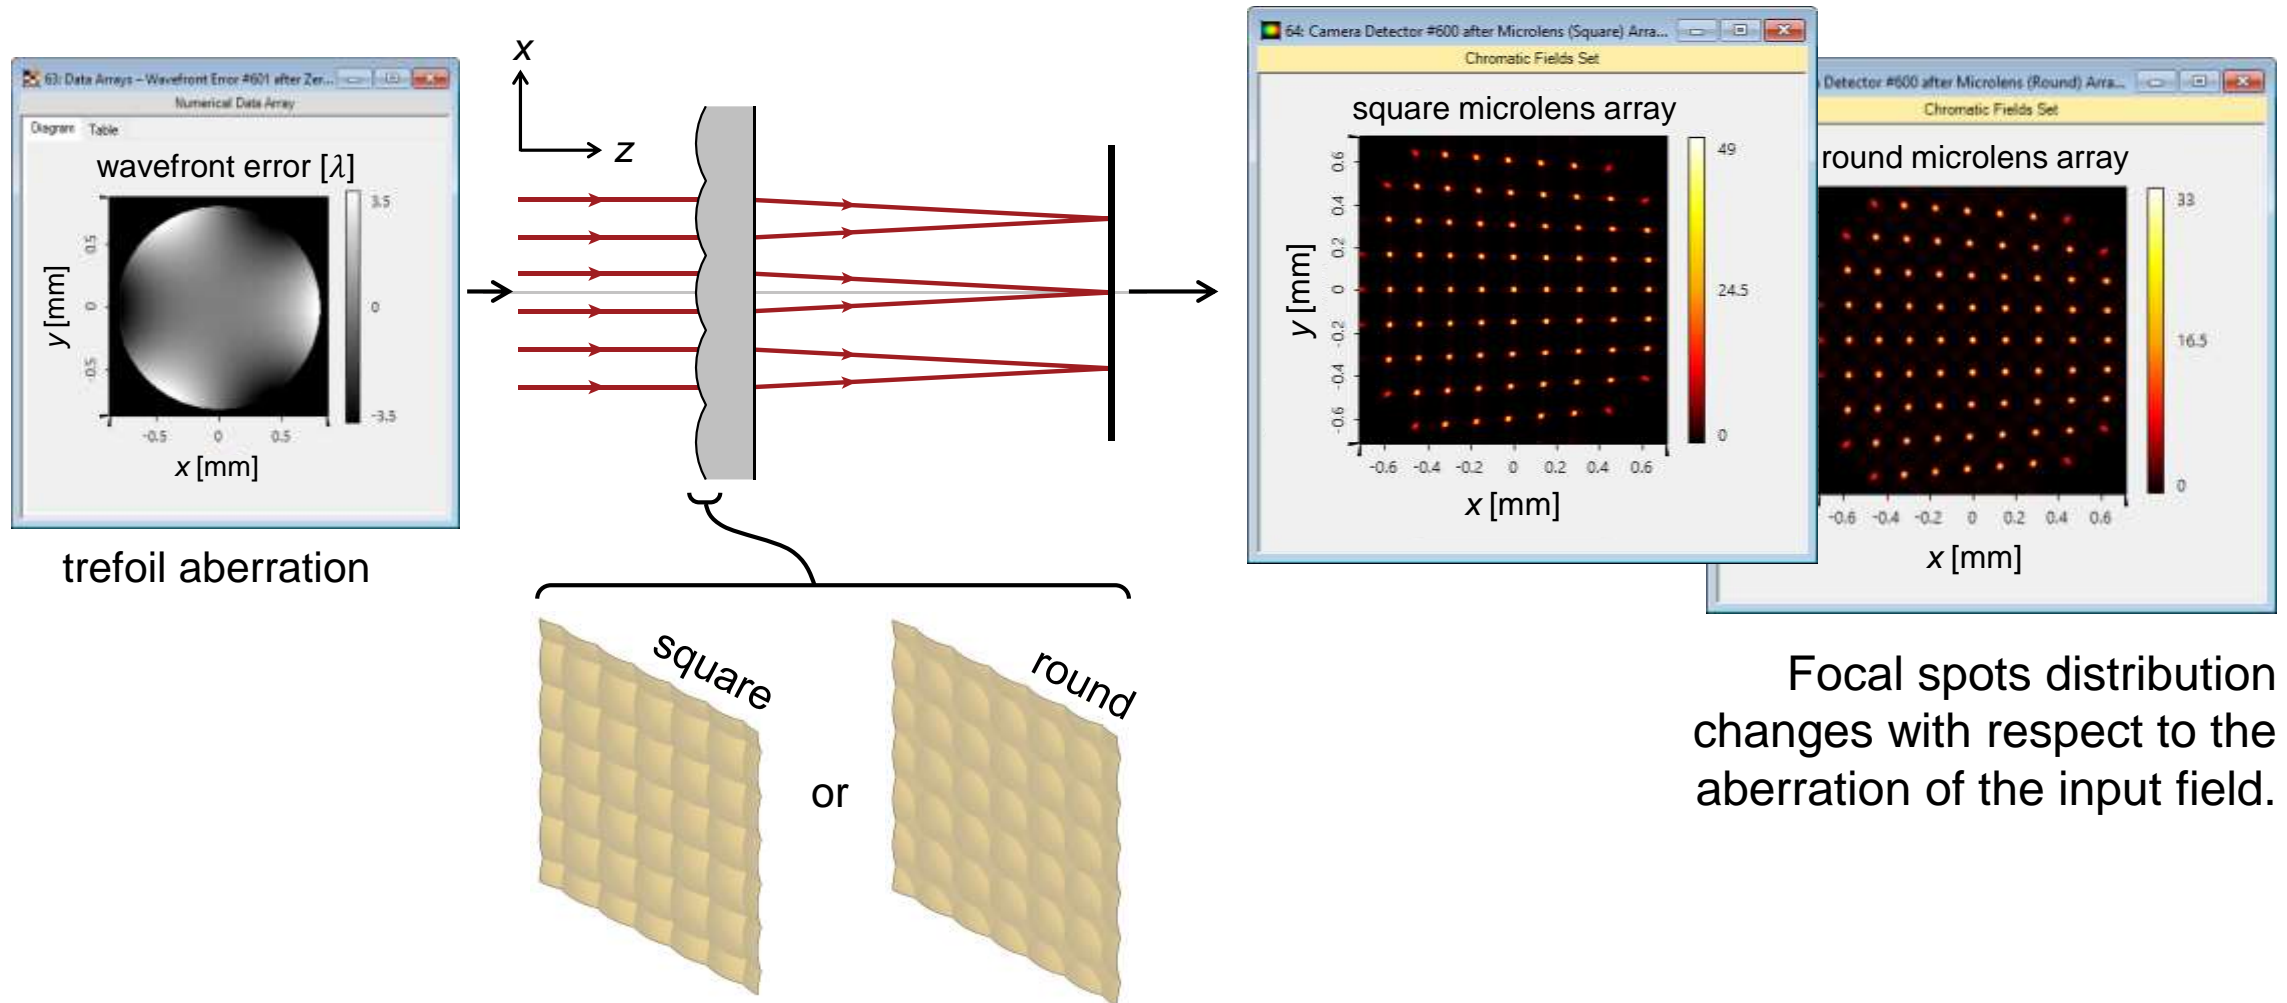 63: Data Arrays – Wavefront Error #601 after Zer...
Numerical Data Array
Diagram Table
wavefront error [λ]
3.5
0
-3.5
0.5
0
-0.5
y [mm]
-0.5 0 0.5
x [mm]
trefoil aberration
x
z
square
or
round
64: Camera Detector #600 after Microlens (Square) Arra...
Chromatic Fields Set
square microlens array
49
24.5
0
0.6
0.4
0.2
0
-0.2
-0.4
-0.6
y [mm]
-0.6 -0.4 -0.2 0 0.2 0.4 0.6
x [mm]
Detector #600 after Microlens (Round) Arra...
Chromatic Fields Set
round microlens array
33
16.5
0
-0.6 -0.4 -0.2 0 0.2 0.4 0.6
x [mm]
Focal spots distribution
changes with respect to the
aberration of the input field.